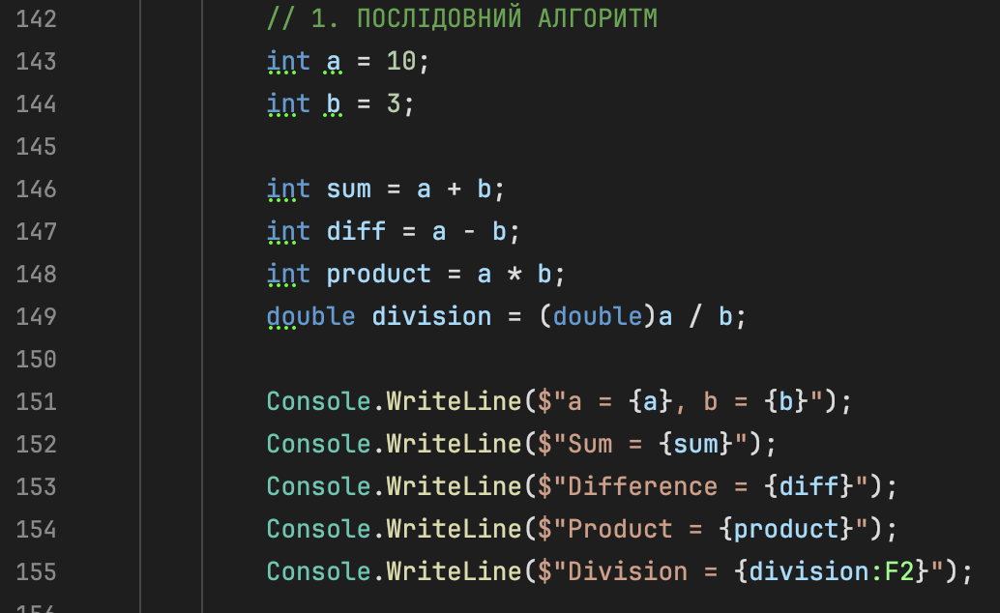 142 // 1. ПОСЛІДОВНИЙ АЛГОРИТМ
143 int a = 10;
144 int b = 3;
145
146 int sum = a + b;
147 int diff = a - b;
148 int product = a * b;
149 double division = (double)a / b;
150
151 Console.WriteLine($"a = {a}, b = {b}");
152 Console.WriteLine($"Sum = {sum}");
153 Console.WriteLine($"Difference = {diff}");
154 Console.WriteLine($"Product = {product}");
155 Console.WriteLine($"Division = {division:F2}");
156